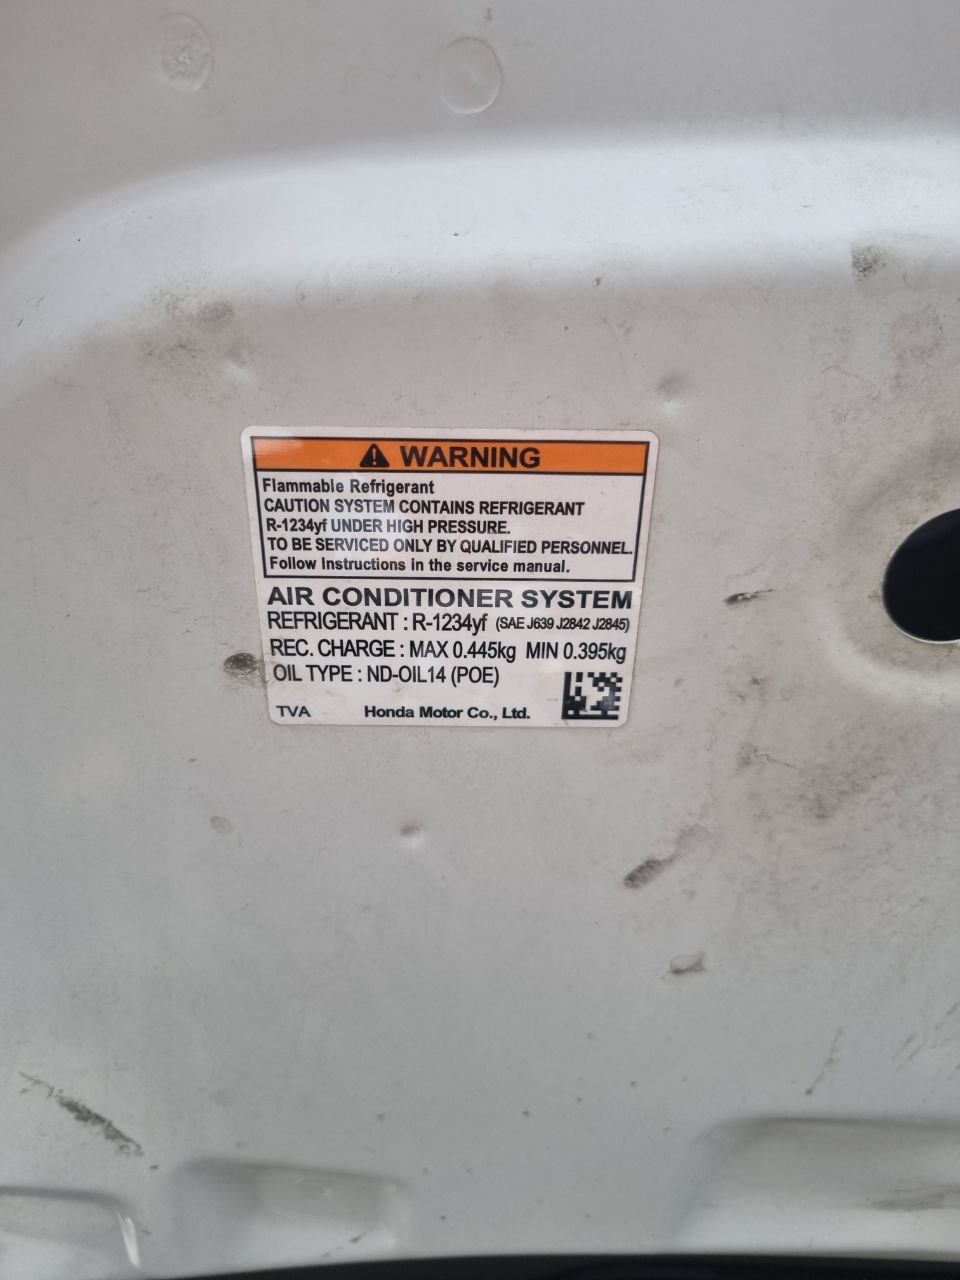 WARNING
Flammable Refrigerant
CAUTION SYSTEM CONTAINS REFRIGERANT
R-1234yf UNDER HIGH PRESSURE.
TO BE SERVICED ONLY BY QUALIFIED PERSONNEL.
Follow Instructions in the service manual.
AIR CONDITIONER SYSTEM
REFRIGERANT : R-1234yf (SAE J639 J2842 J2845)
REC. CHARGE : MAX 0.445kg MIN 0.395kg
OIL TYPE : ND-OIL14 (POE)
TVA Honda Motor Co., Ltd.